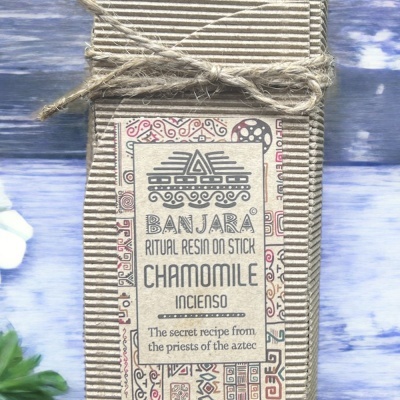 BANJARA®
RITUAL RESIN ON STICK
CHAMOMILE
INCIENSO
The secret recipe from
the priests of the aztec